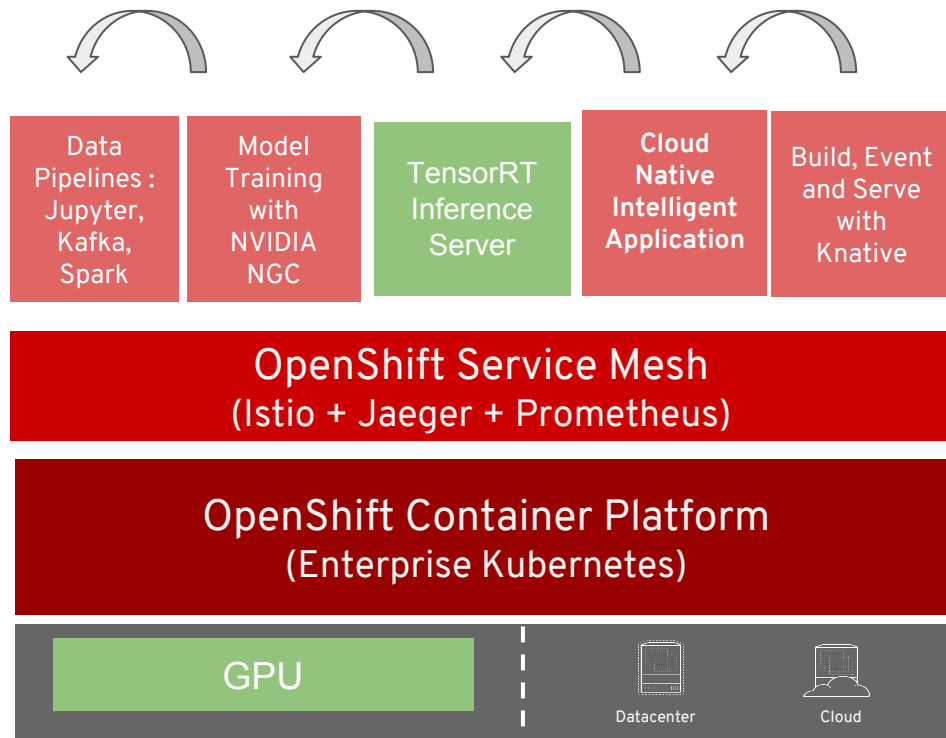 Data
Pipelines :
Jupyter,
Kafka,
Spark
Model
Training
with
NVIDIA
NGC
TensorRT
Inference
Server
Cloud
Native
Intelligent
Application
Build, Event
and Serve
with
Knative
OpenShift Service Mesh
(Istio + Jaeger + Prometheus)
OpenShift Container Platform
(Enterprise Kubernetes)
GPU
Datacenter
Cloud